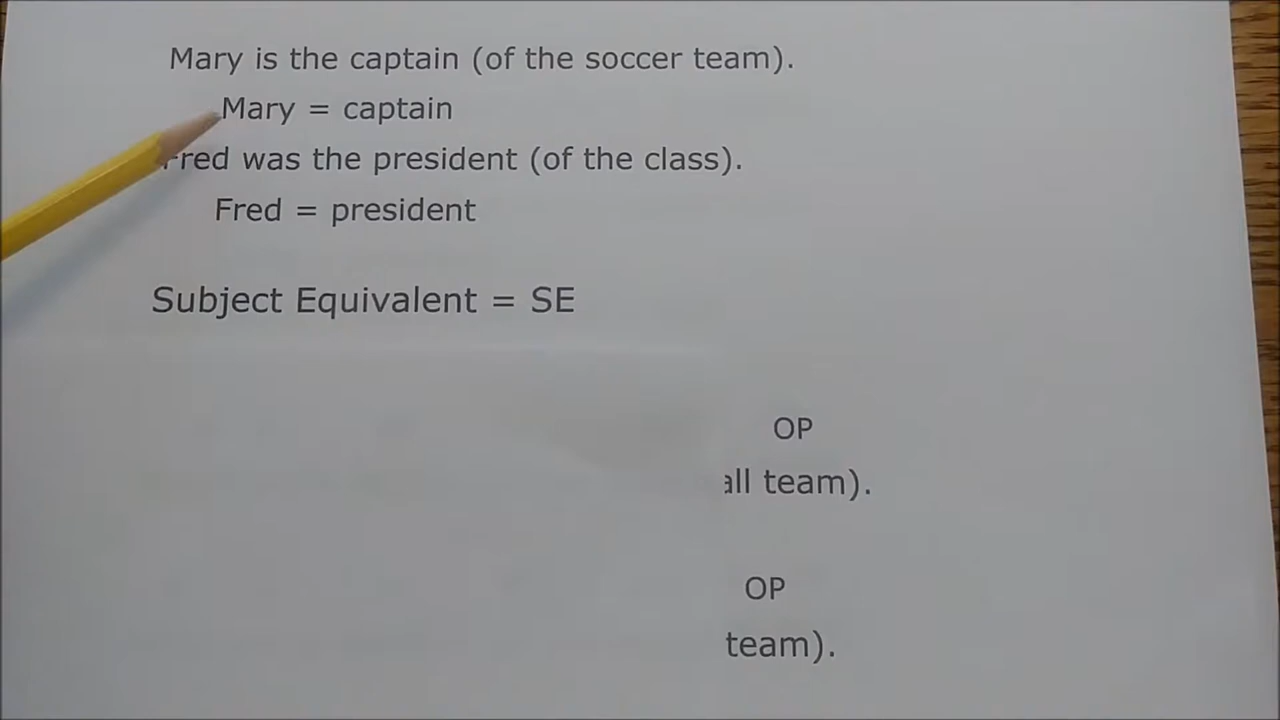 Mary is the captain (of the soccer team).
Mary = captain
Fred was the president (of the class).
Fred = president
Subject Equivalent = SE
OP
all team).
OP
team).